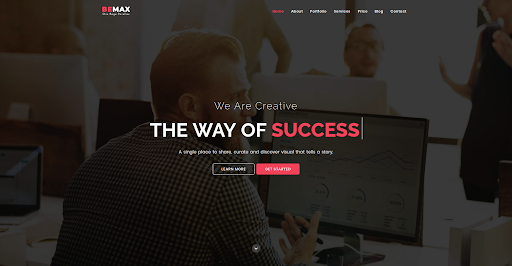 BEMAX
Home About Portfolio Services Price Blog Contact
We Are Creative
THE WAY OF SUCCESS
A single place to share, curate and discover visual that tells a story.
LEARN MORE GET STARTED